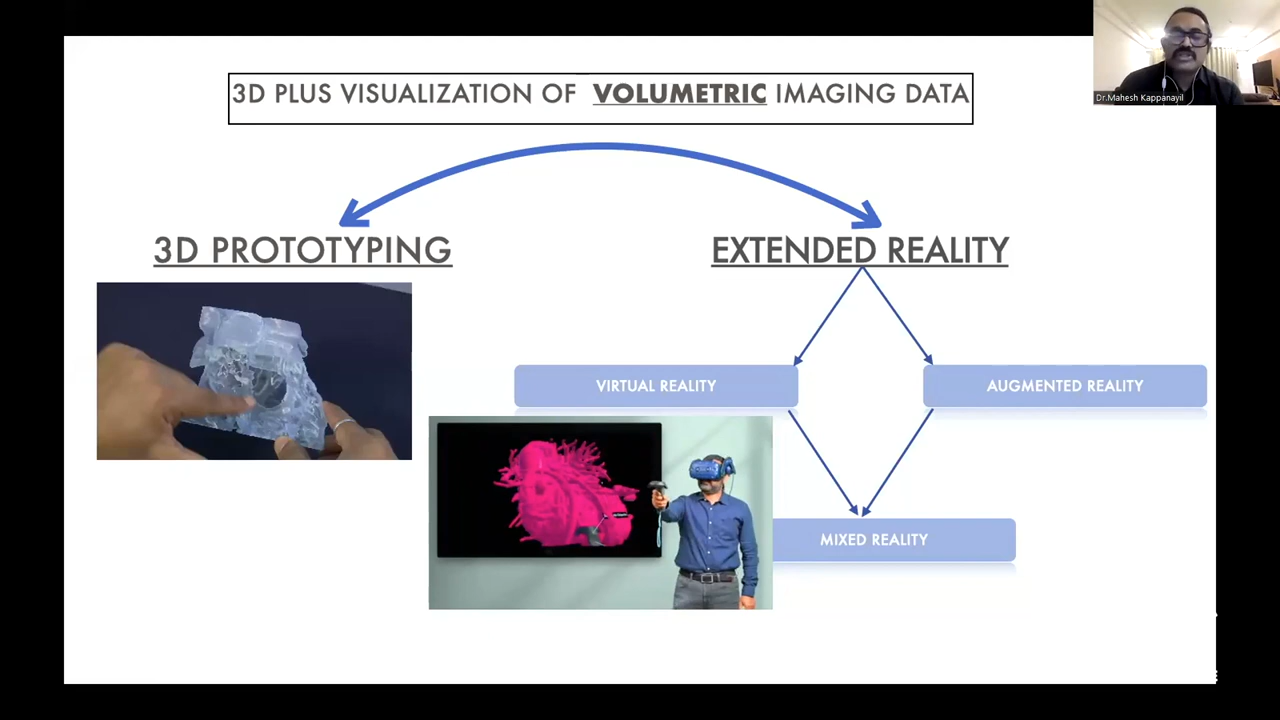 3D PLUS VISUALIZATION OF VOLUMETRIC IMAGING DATA
Dr.Mahesh Kappanayil
3D PROTOTYPING
EXTENDED REALITY
VIRTUAL REALITY
AUGMENTED REALITY
MIXED REALITY